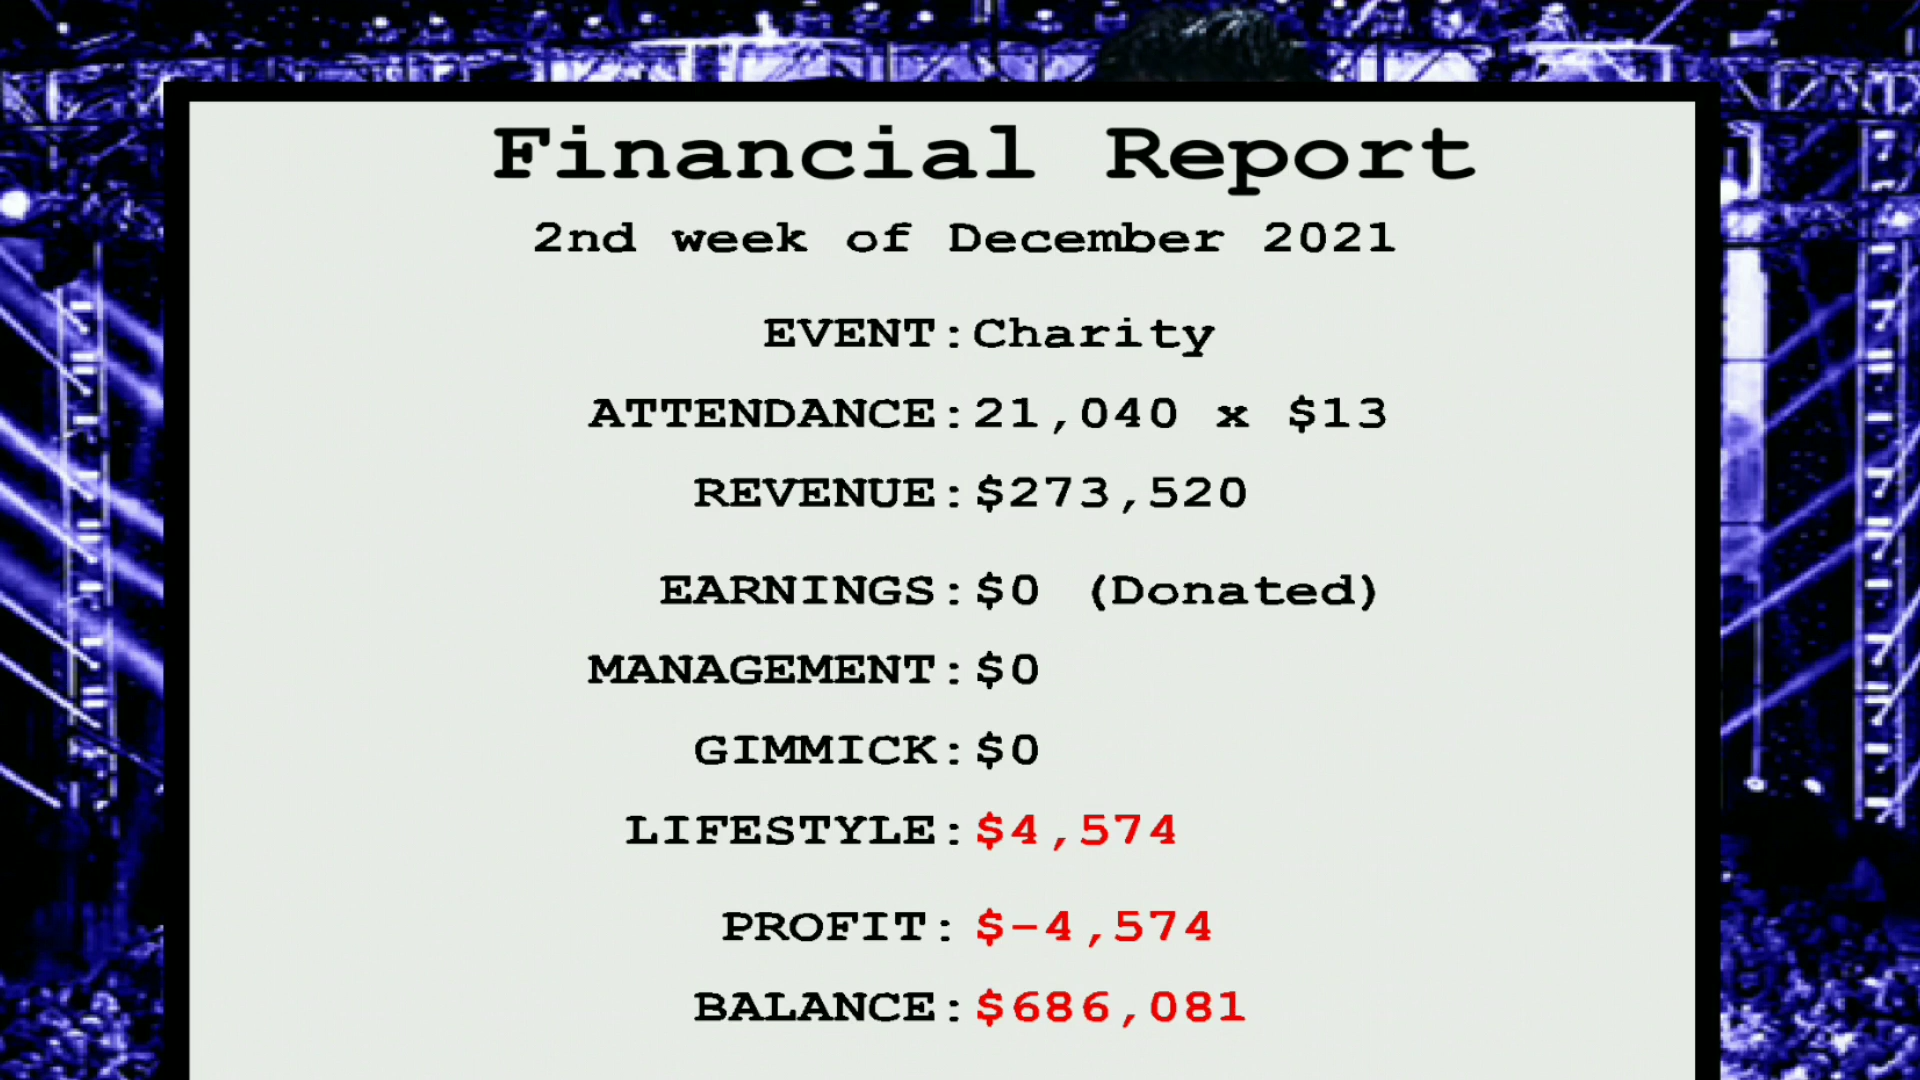 Financial Report
2nd week of December 2021
EVENT:Charity
ATTENDANCE:21,040 x $13
REVENUE:$273,520
EARNINGS:$0 (Donated)
MANAGEMENT:$0
GIMMICK:$0
LIFESTYLE:$4,574
PROFIT:$-4,574
BALANCE:$686,081